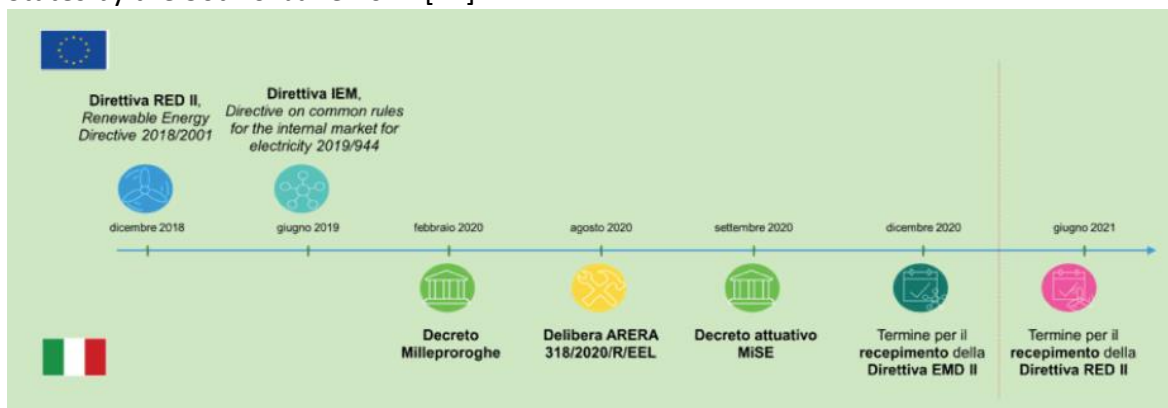 States by the
Direttiva RED II,
Renewable Energy
Directive 2018/2001
Direttiva IEM,
Directive on common rules
for the internal market for
electricity 2019/944
dicembre 2018
giugno 2019
febbraio 2020
agosto 2020
settembre 2020
dicembre 2020
giugno 2021
Decreto
Milleproroghe
Delibera ARERA
318/2020/R/EEL
Decreto attuativo
MiSE
Termine per il
recepimento della
Direttiva EMD II
Termine per il
recepimento della
Direttiva RED II